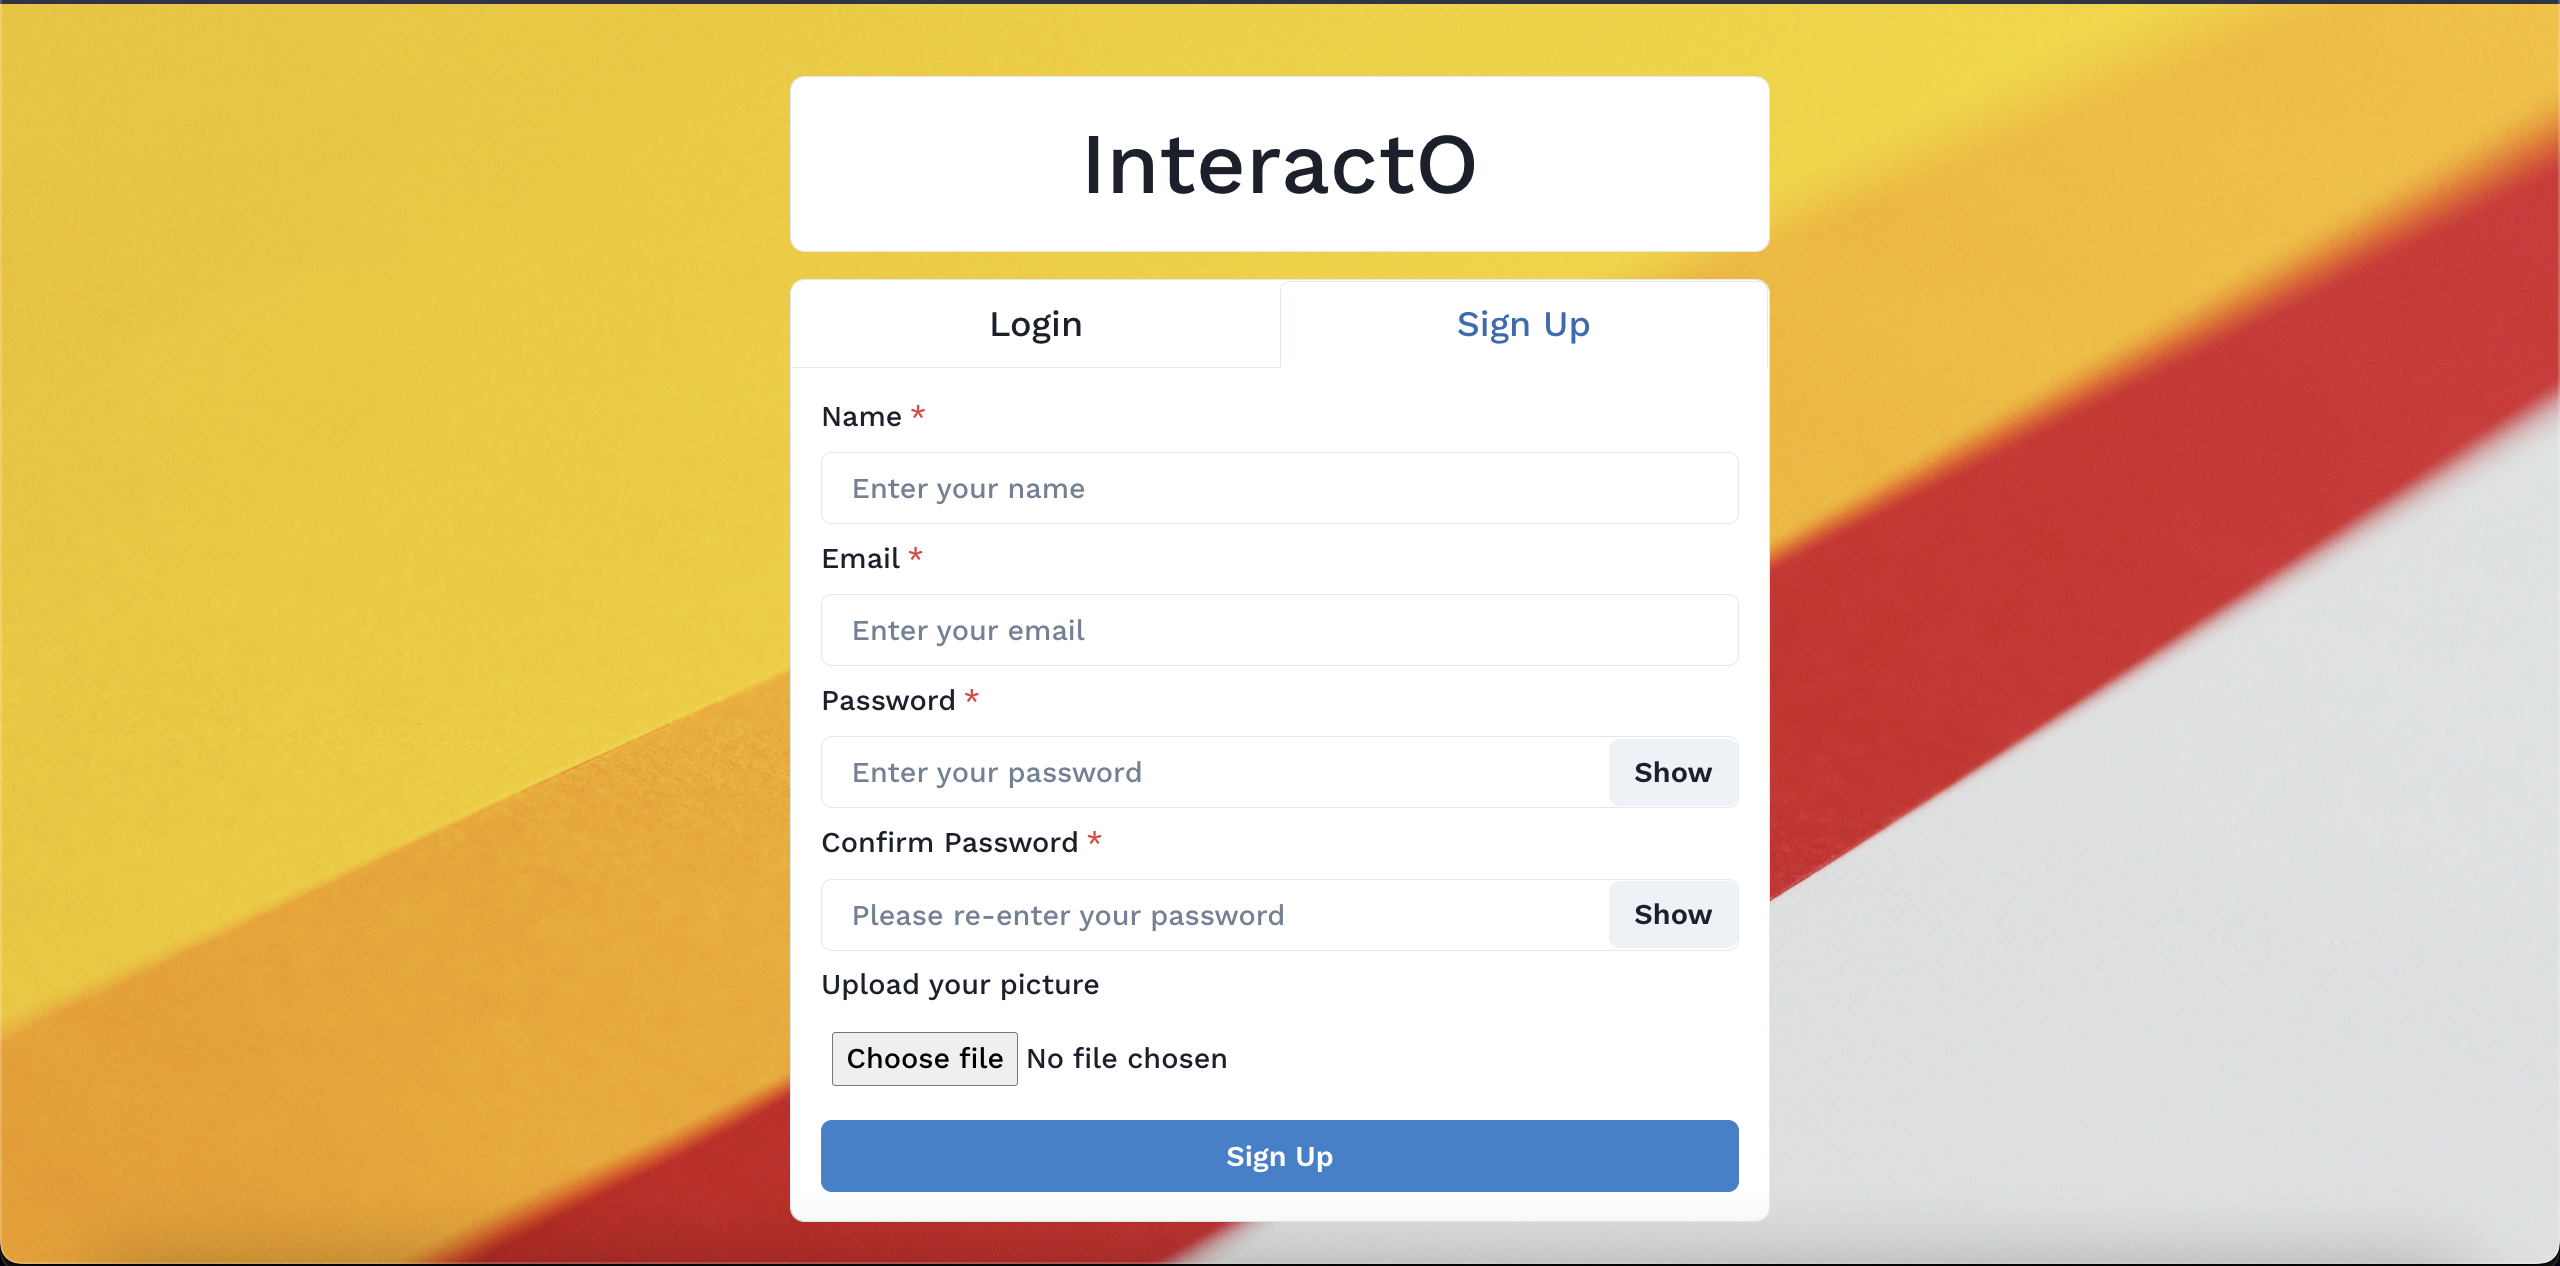 InteractO
Login Sign Up
Name *
Enter your name
Email *
Enter your email
Password *
Enter your password Show
Confirm Password *
Please re-enter your password Show
Upload your picture
Choose file No file chosen
Sign Up